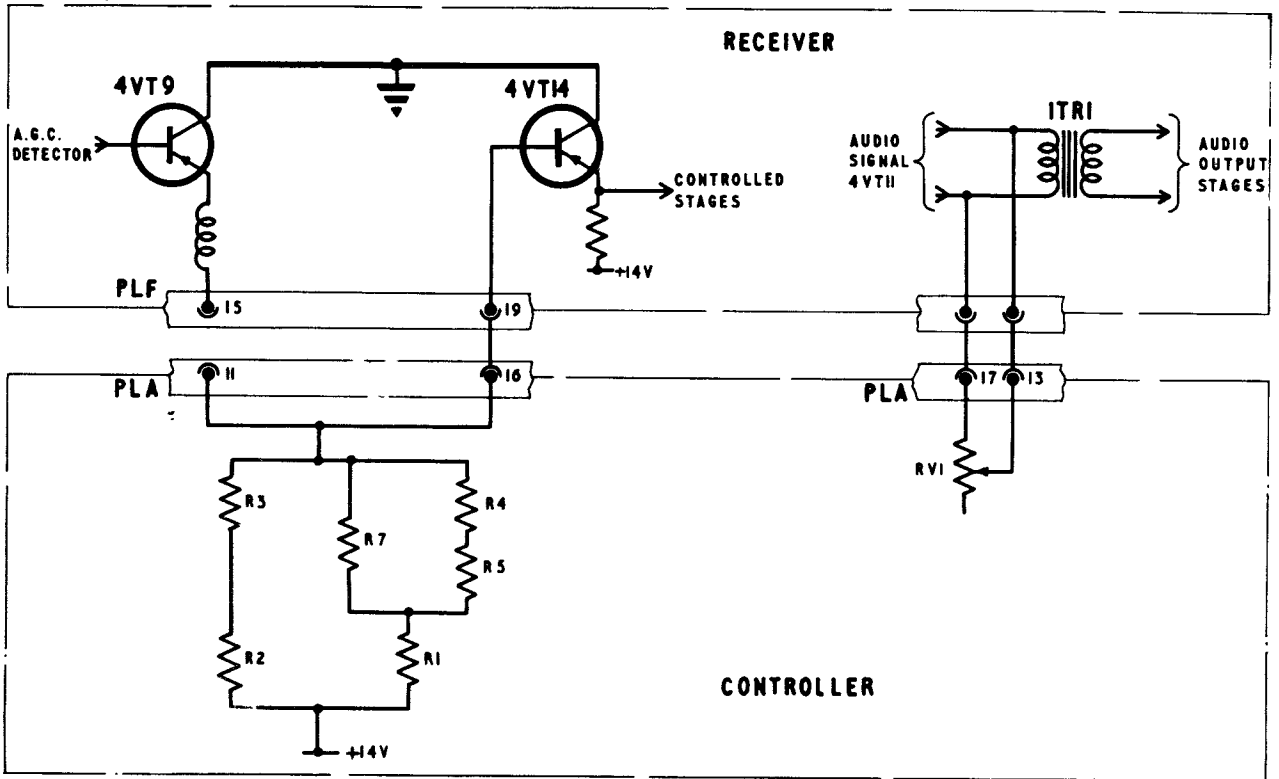 RECEIVER
4VT9
4VT14
1TR1
A.G.C.
DETECTOR
AUDIO
SIGNAL
4VT11
AUDIO
OUTPUT
STAGES
CONTROLLED
STAGES
+14V
PLF
15
19
PLA
11
16
PLA
17
13
RV1
R3
R4
R7
R5
R2
R1
CONTROLLER
+14V